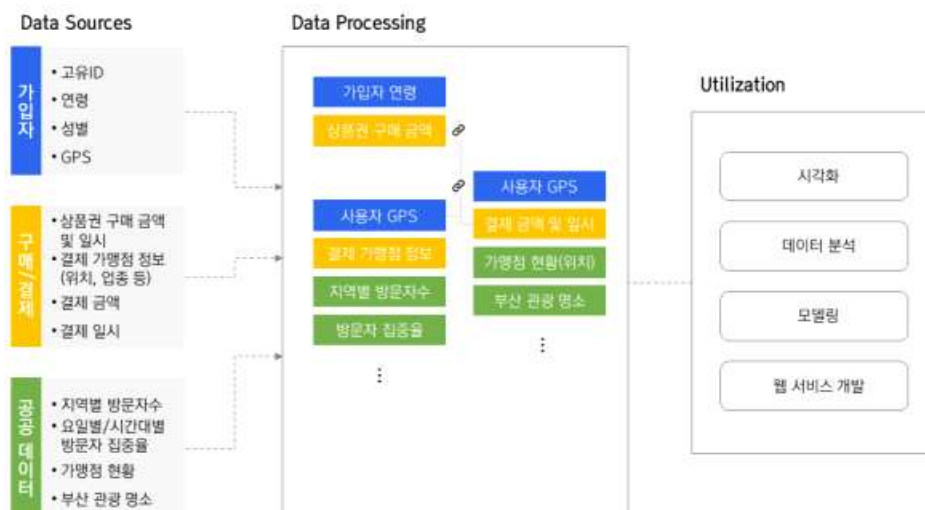 Data Sources
가입자
• 고유ID
• 연령
• 성별
• GPS
구매/결제
• 상품권 구매 금액
및 일시
• 결제 가맹점 정보
(위치, 업종 등)
• 결제 금액
• 결제 일시
공공 데이터
• 지역별 방문자수
• 요일별/시간대별
방문자 집중율
• 가맹점 현황
• 부산 관광 명소
Data Processing
가입자 연령
상품권 구매 금액
사용자 GPS
결제 가맹점 정보
지역별 방문자수
방문자 집중율
⋮
사용자 GPS
결제 금액 및 일시
가맹점 현황(위치)
부산 관광 명소
⋮
Utilization
시각화
데이터 분석
모델링
웹 서비스 개발